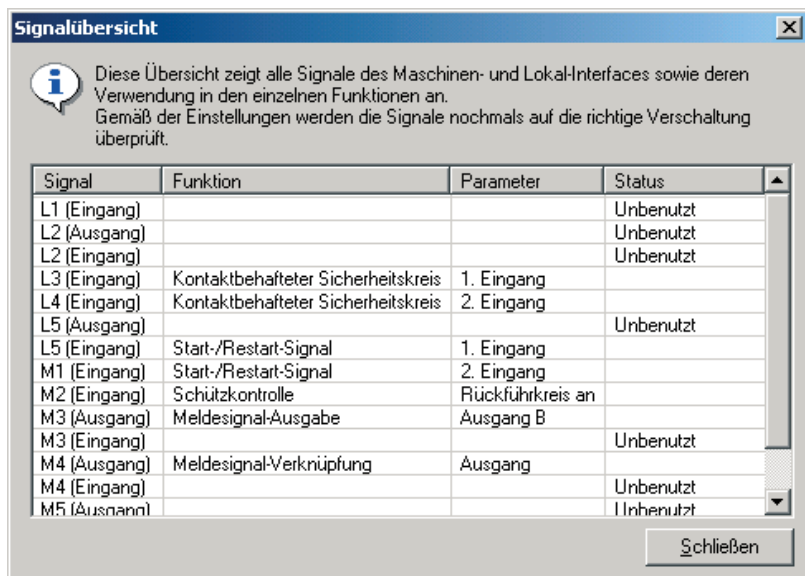 Signalübersicht
Diese Übersicht zeigt alle Signale des Maschinen- und Lokal-Interfaces sowie deren
Verwendung in den einzelnen Funktionen an.
Gemäß der Einstellungen werden die Signale nochmals auf die richtige Verschaltung
überprüft.
Signal Funktion Parameter Status
L1 (Eingang) Unbenutzt
L2 (Ausgang) Unbenutzt
L2 (Eingang) Unbenutzt
L3 (Eingang) Kontaktbehafteter Sicherheitskreis 1. Eingang
L4 (Eingang) Kontaktbehafteter Sicherheitskreis 2. Eingang
L5 (Ausgang) Unbenutzt
L5 (Eingang) Start-/Restart-Signal 1. Eingang
M1 (Eingang) Start-/Restart-Signal 2. Eingang
M2 (Eingang) Schützkontrolle Rückführkreis an
M3 (Ausgang) Meldesignal-Ausgabe Ausgang B
M3 (Eingang) Unbenutzt
M4 (Ausgang) Meldesignal-Verknüpfung Ausgang
M4 (Eingang) Unbenutzt
M5 (Ausgang) Unbenutzt
Schließen